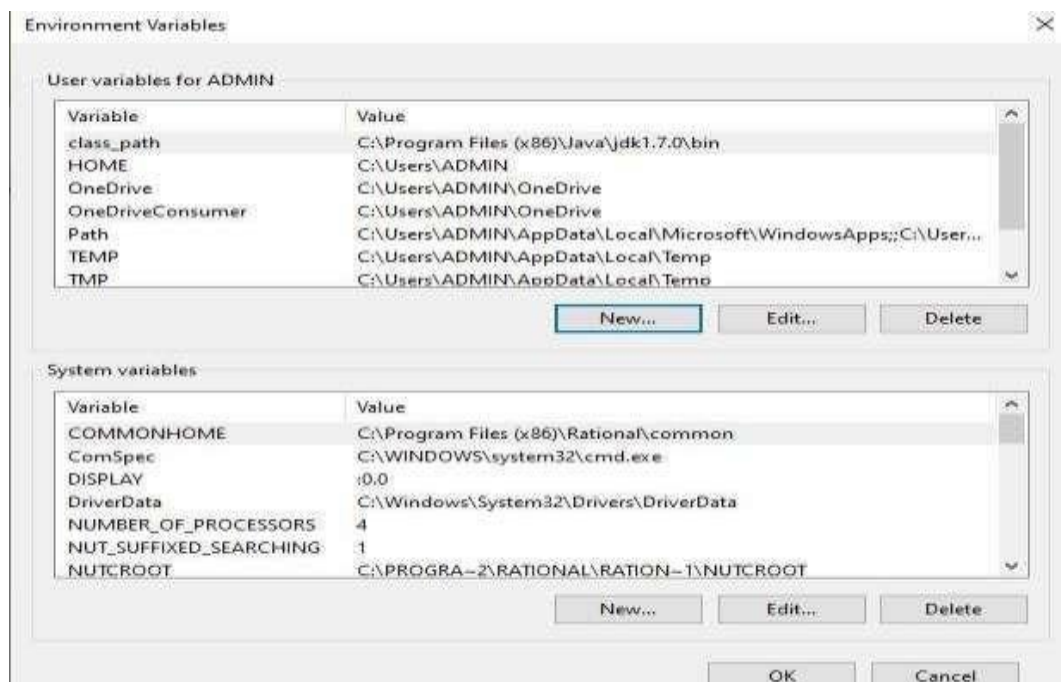 Environment Variables
User variables for ADMIN
Variable Value
class_path C:\Program Files (x86)\Java\jdk1.7.0\bin
HOME C:\Users\ADMIN
OneDrive C:\Users\ADMIN\OneDrive
OneDriveConsumer C:\Users\ADMIN\OneDrive
Path C:\Users\ADMIN\AppData\Local\Microsoft\WindowsApps;;C:\User...
TEMP C:\Users\ADMIN\AppData\Local\Temp
TMP C:\Users\ADMIN\AppData\Local\Temp
New... Edit... Delete
System variables
Variable Value
COMMONHOME C:\Program Files (x86)\Rational\common
ComSpec C:\WINDOWS\system32\cmd.exe
DISPLAY :0.0
DriverData C:\Windows\System32\Drivers\DriverData
NUMBER_OF_PROCESSORS 4
NUT_SUFFIXED_SEARCHING 1
NUTCROOT C:\PROGRA~2\RATIONAL\RATION~1\NUTCROOT
New... Edit... Delete
OK Cancel